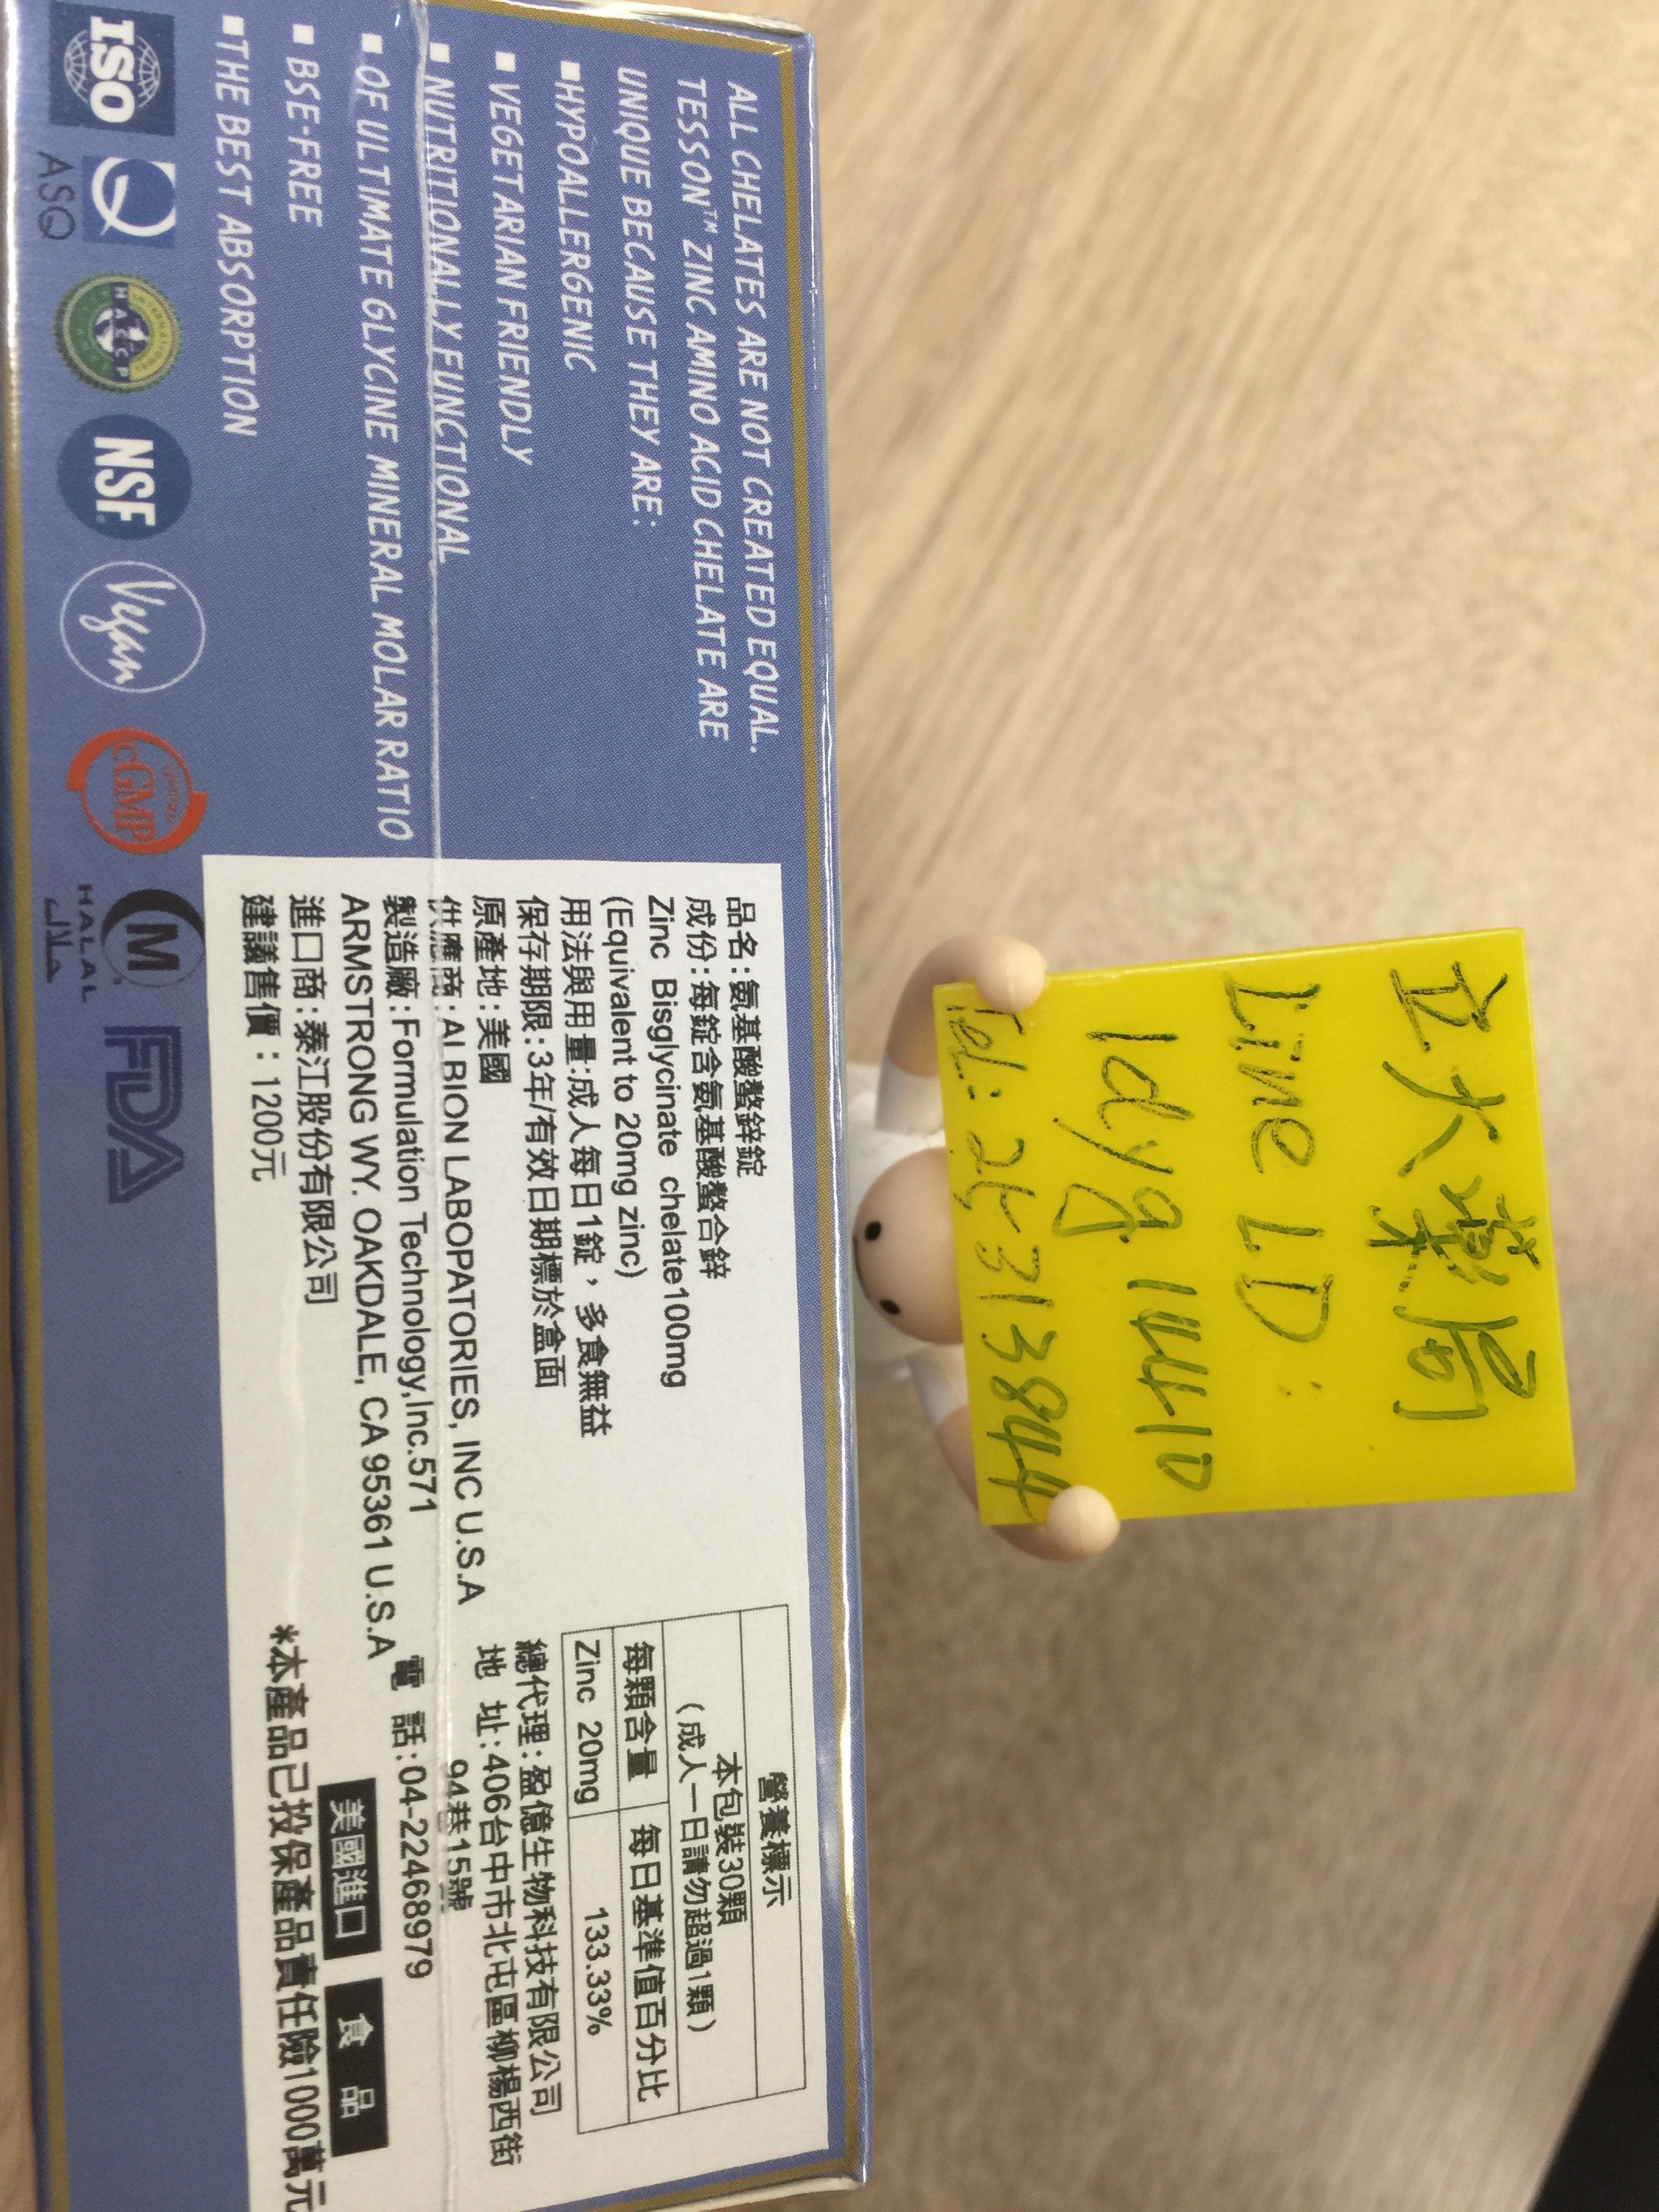 ALL CHELATES ARE NOT CREATED EQUAL.
TESSON™ ZINC AMINO ACID CHELATE ARE
UNIQUE BECAUSE THEY ARE:
▪HYPOALLERGENIC
▪VEGETARIAN FRIENDLY
▪NUTRITIONALLY FUNCTIONAL
▪OF ULTIMATE GLYCINE MINERAL MOLAR RATIO
▪BSE-FREE
▪THE BEST ABSORPTION
ISO
ASQ
HACCP
NSF
Vegan
cGMP
M
HALAL
حلال
FDA
品名:氨基酸螯鋅錠
成份:每錠含氨基酸螯合鋅
Zinc Bisglycinate chelate100mg
(Equivalent to 20mg zinc)
用法與用量:成人每日1錠,多食無益
保存期限:3年/有效日期標於盒面
原產地:美國
供應商:ALBION LABOPATORIES, INC U.S.A
製造廠:Formulation Technology,Inc.571
ARMSTRONG WY. OAKDALE, CA 95361 U.S.A
進口商:泰江股份有限公司
建議售價:1200元
營養標示
本包裝30顆
(成人一日請勿超過1顆)
每顆含量 每日基準值百分比
Zinc 20mg 133.33%
總代理:盈億生物科技有限公司
地 址:406台中市北屯區柳楊西街
94巷15號
電 話:04-22468979
美國進口 食品
*本產品已投保產品責任險1000萬元
立大藥局
Line I.D:
1dyg 14410
Tel: 2313844